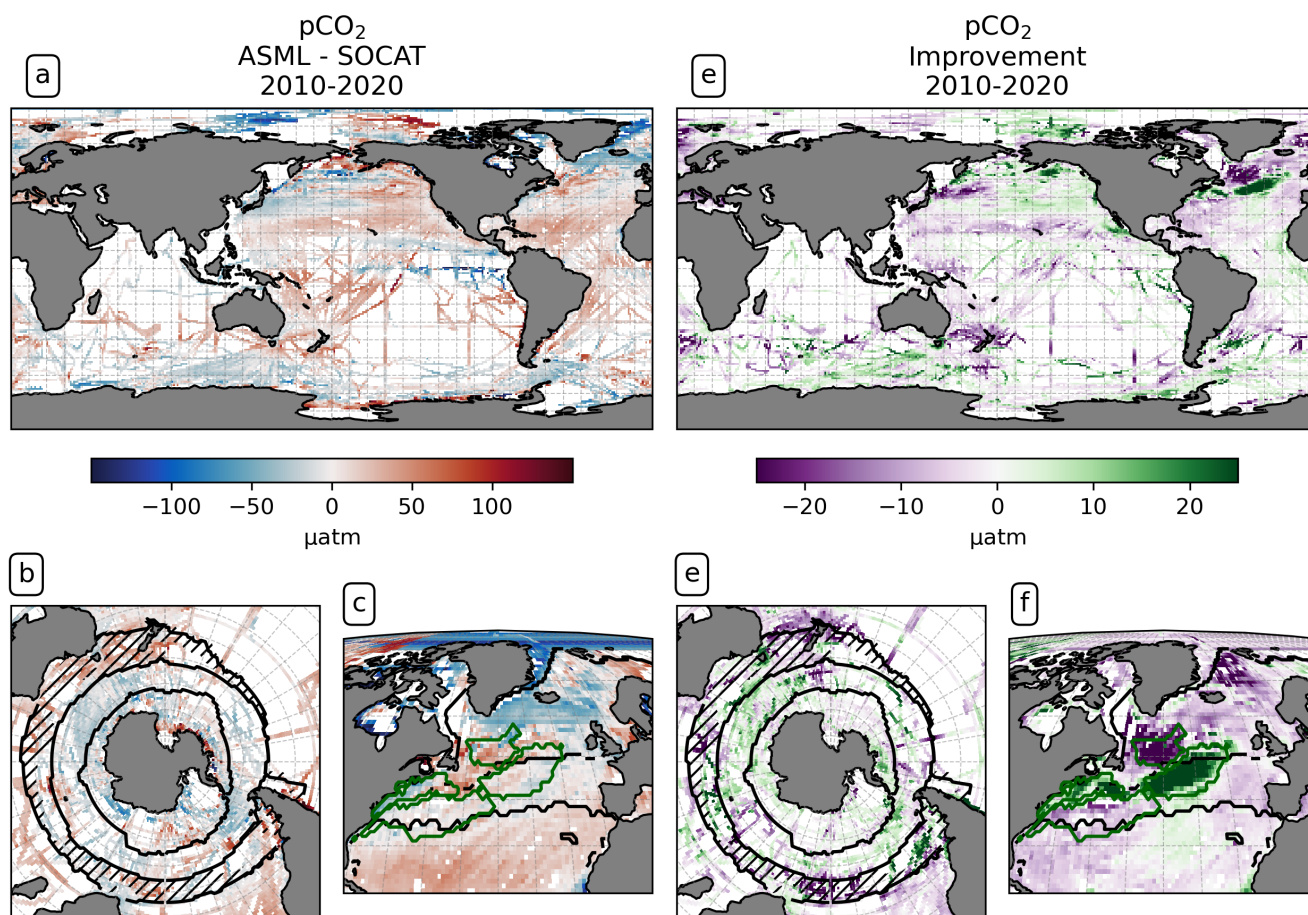 pCO₂
ASML - SOCAT
2010-2020
a
pCO₂
Improvement
2010-2020
e
−100 −50 0 50 100
µatm
−20 −10 0 10 20
µatm
b
c
e
f